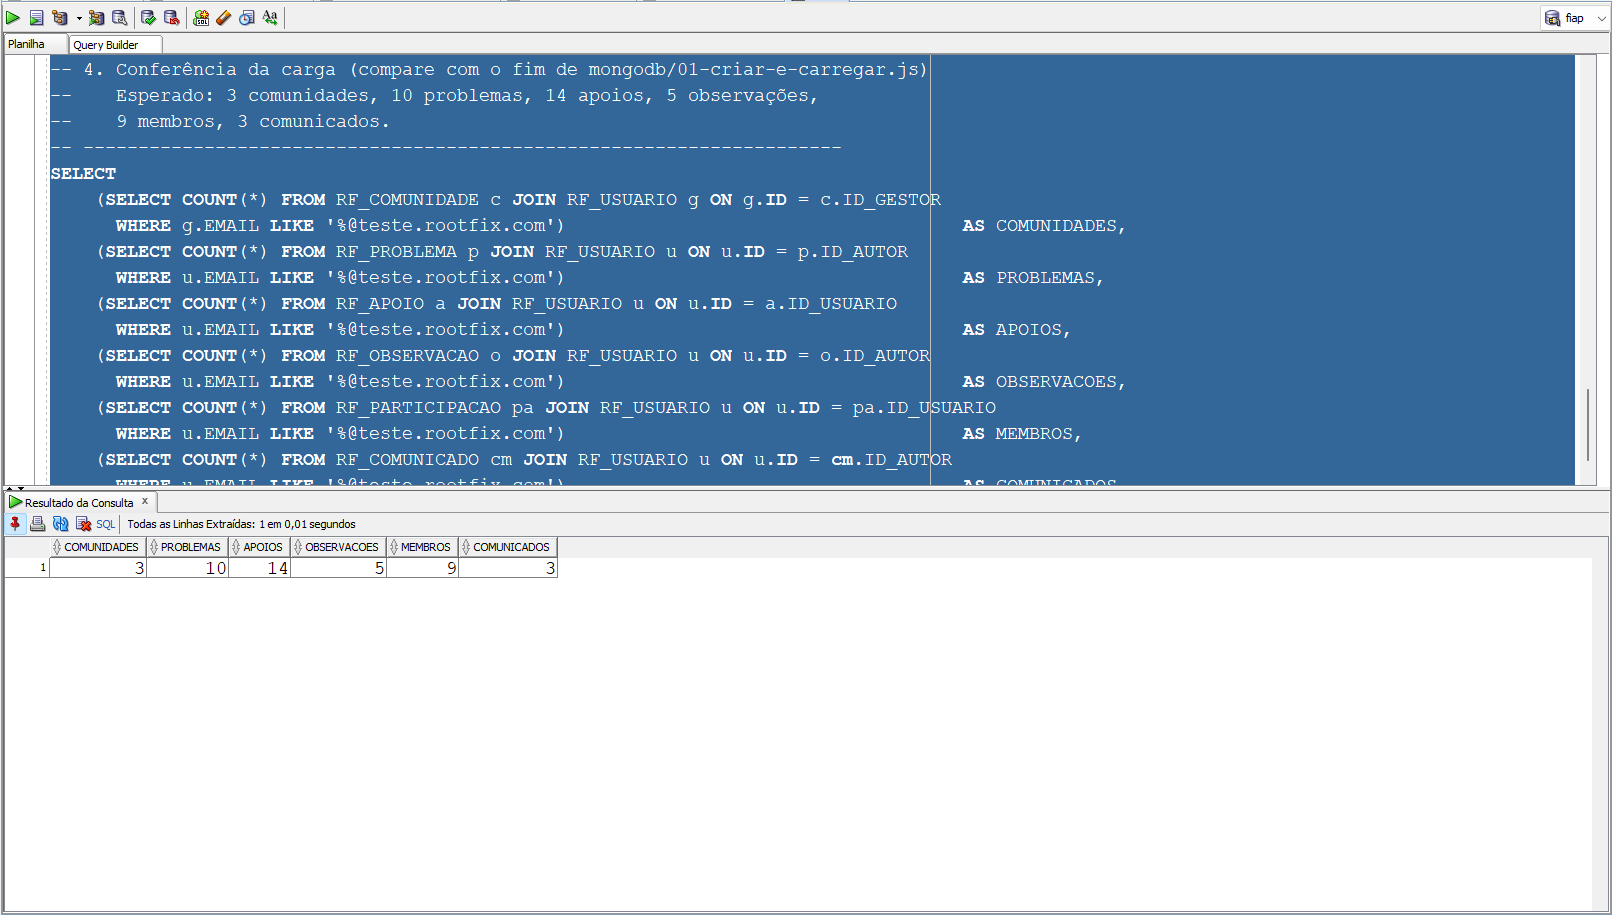 fiap
Planilha Query Builder
-- 4. Conferência da carga (compare com o fim de mongodb/01-criar-e-carregar.js)
--    Esperado: 3 comunidades, 10 problemas, 14 apoios, 5 observações,
--    9 membros, 3 comunicados.
-- ---------------------------------------------------------------------
SELECT
    (SELECT COUNT(*) FROM RF_COMUNIDADE c JOIN RF_USUARIO g ON g.ID = c.ID_GESTOR
      WHERE g.EMAIL LIKE '%@teste.rootfix.com') AS COMUNIDADES,
    (SELECT COUNT(*) FROM RF_PROBLEMA p JOIN RF_USUARIO u ON u.ID = p.ID_AUTOR
      WHERE u.EMAIL LIKE '%@teste.rootfix.com') AS PROBLEMAS,
    (SELECT COUNT(*) FROM RF_APOIO a JOIN RF_USUARIO u ON u.ID = a.ID_USUARIO
      WHERE u.EMAIL LIKE '%@teste.rootfix.com') AS APOIOS,
    (SELECT COUNT(*) FROM RF_OBSERVACAO o JOIN RF_USUARIO u ON u.ID = o.ID_AUTOR
      WHERE u.EMAIL LIKE '%@teste.rootfix.com') AS OBSERVACOES,
    (SELECT COUNT(*) FROM RF_PARTICIPACAO pa JOIN RF_USUARIO u ON u.ID = pa.ID_USUARIO
      WHERE u.EMAIL LIKE '%@teste.rootfix.com') AS MEMBROS,
    (SELECT COUNT(*) FROM RF_COMUNICADO cm JOIN RF_USUARIO u ON u.ID = cm.ID_AUTOR
      WHERE u.EMAIL LIKE '%@teste.rootfix.com') AS COMUNICADOS
Resultado da Consulta x
SQL Todas as Linhas Extraídas: 1 em 0,01 segundos
COMUNIDADES PROBLEMAS APOIOS OBSERVACOES MEMBROS COMUNICADOS
1 3 10 14 5 9 3